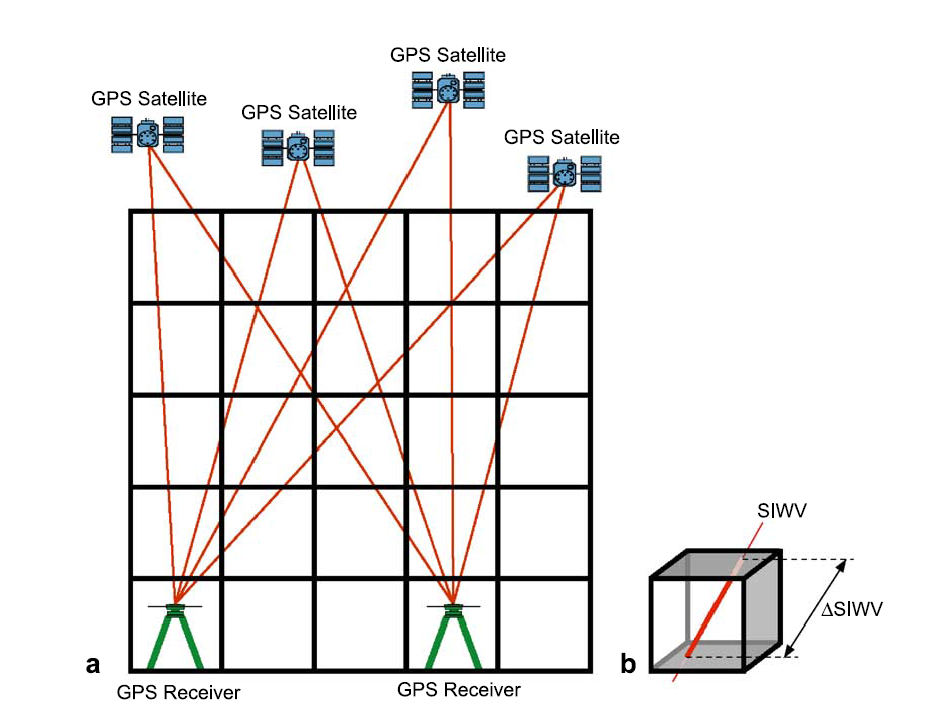 GPS Satellite
GPS Satellite
GPS Satellite
GPS Satellite
SIWV
ΔSIWV
a
b
GPS Receiver
GPS Receiver